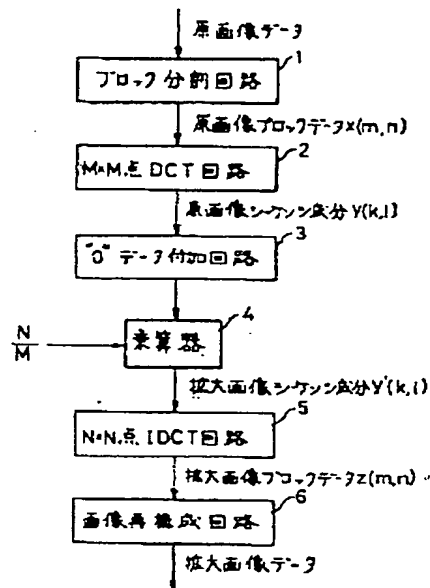 原画像データ
1
ブロック分割回路
原画像ブロックデータx(m,n)
2
M×M点DCT回路
原画像シーケンシ成分Y(k,l)
3
"0"データ付加回路
4
N
M
乗算器
拡大画像シーケンシ成分Y'(k,l)
5
N×N点IDCT回路
拡大画像ブロックデータz(m,n)
6
画像再構成回路
拡大画像データ